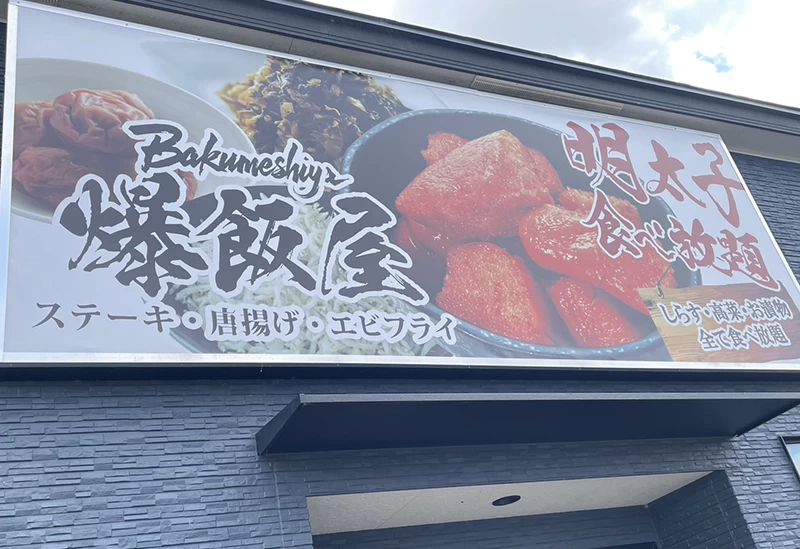 Bakumeshiya
爆飯屋
ステーキ・唐揚げ・エビフライ
明太子
食べ放題
しらす・高菜・お漬物
全て食べ放題